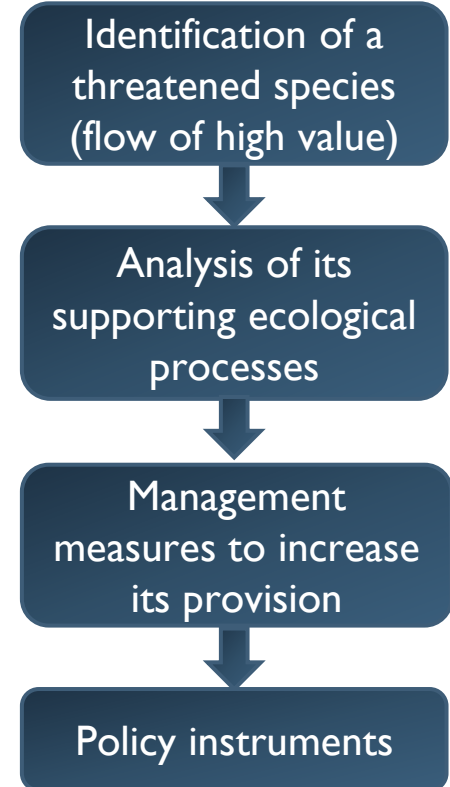 Identification of a
threatened species
(flow of high value)
Analysis of its
supporting ecological
processes
Management
measures to increase
its provision
Policy instruments